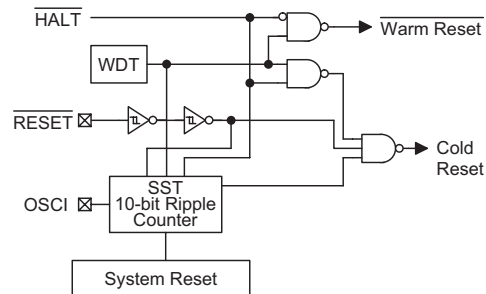 HALT
Warm Reset
WDT
RESET
Cold
Reset
OSCI
SST
10-bit Ripple
Counter
System Reset